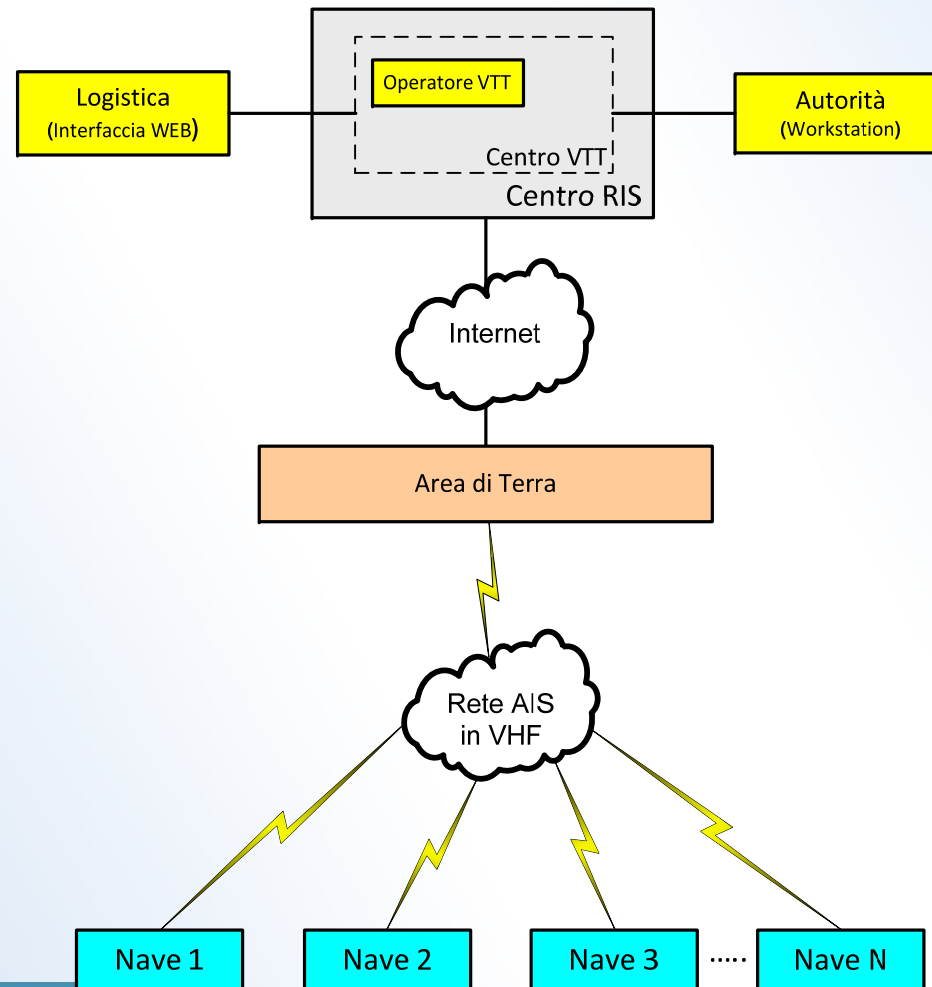 Logistica
(Interfaccia WEB)
Operatore VTT
Centro VTT
Centro RIS
Autorità
(Workstation)
Internet
Area di Terra
Rete AIS
in VHF
Nave 1
Nave 2
Nave 3
.....
Nave N